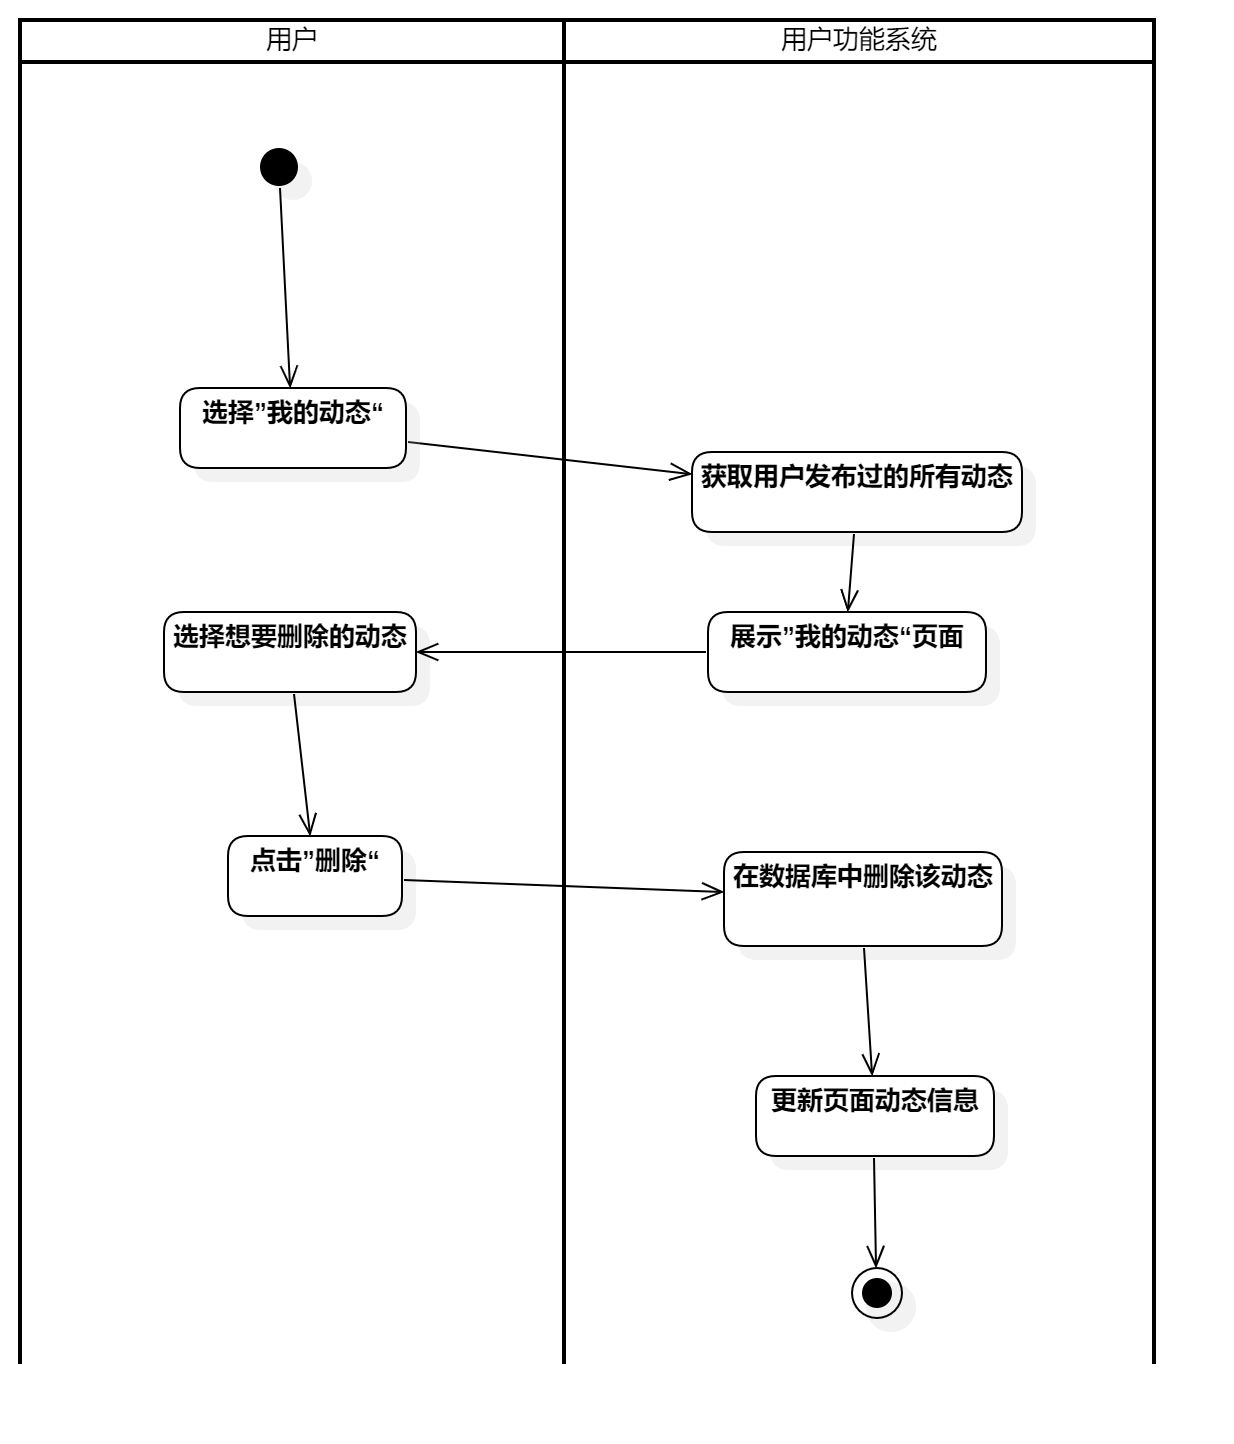 用户
用户功能系统
选择”我的动态“
获取用户发布过的所有动态
展示”我的动态“页面
选择想要删除的动态
点击”删除“
在数据库中删除该动态
更新页面动态信息